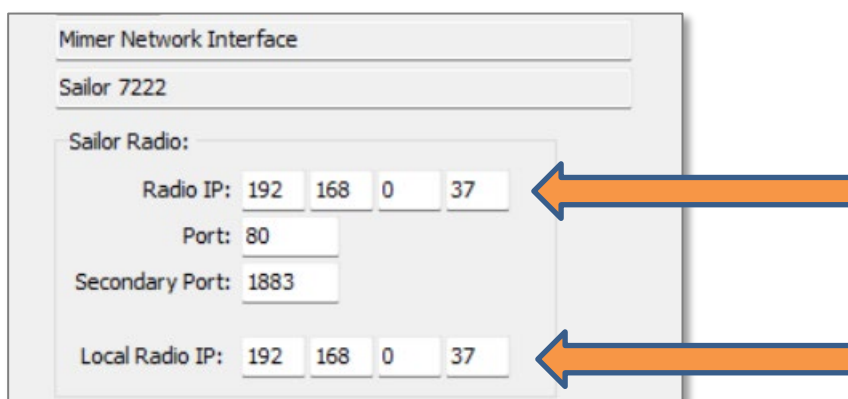 Mimer Network Interface
Sailor 7222
Sailor Radio:
Radio IP: 192 168 0 37
Port: 80
Secondary Port: 1883
Local Radio IP: 192 168 0 37